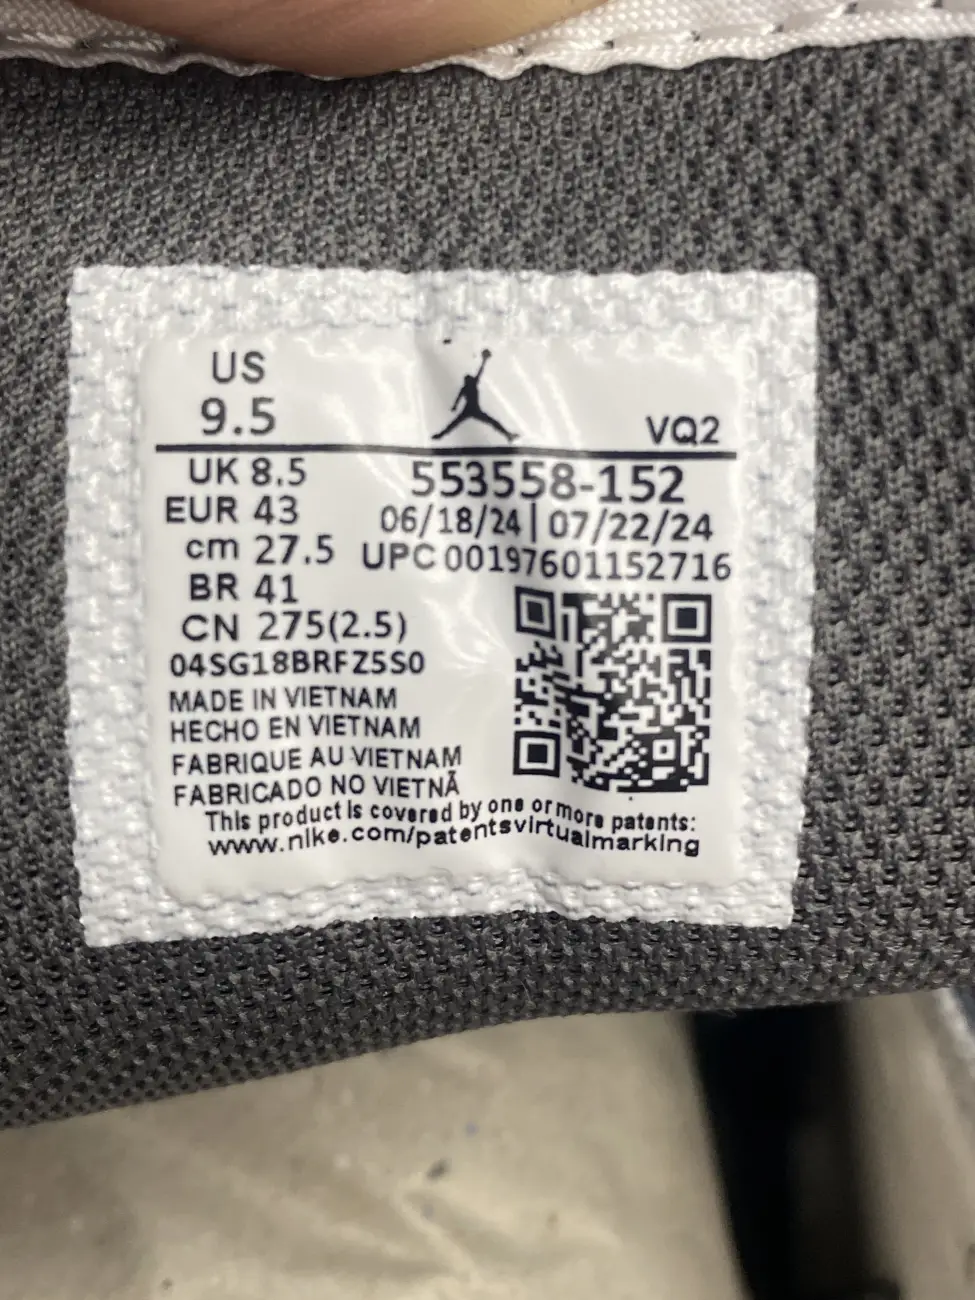 US
9.5
VQ2
UK 8.5
553558-152
EUR 43
06/18/24 | 07/22/24
cm 27.5
UPC 00197601152716
BR 41
CN 275(2.5)
04SG18BRFZ5S0
MADE IN VIETNAM
HECHO EN VIETNAM
FABRIQUE AU VIETNAM
FABRICADO NO VIETNÃ
This product is covered by one or more patents:
www.nike.com/patentsvirtualmarking